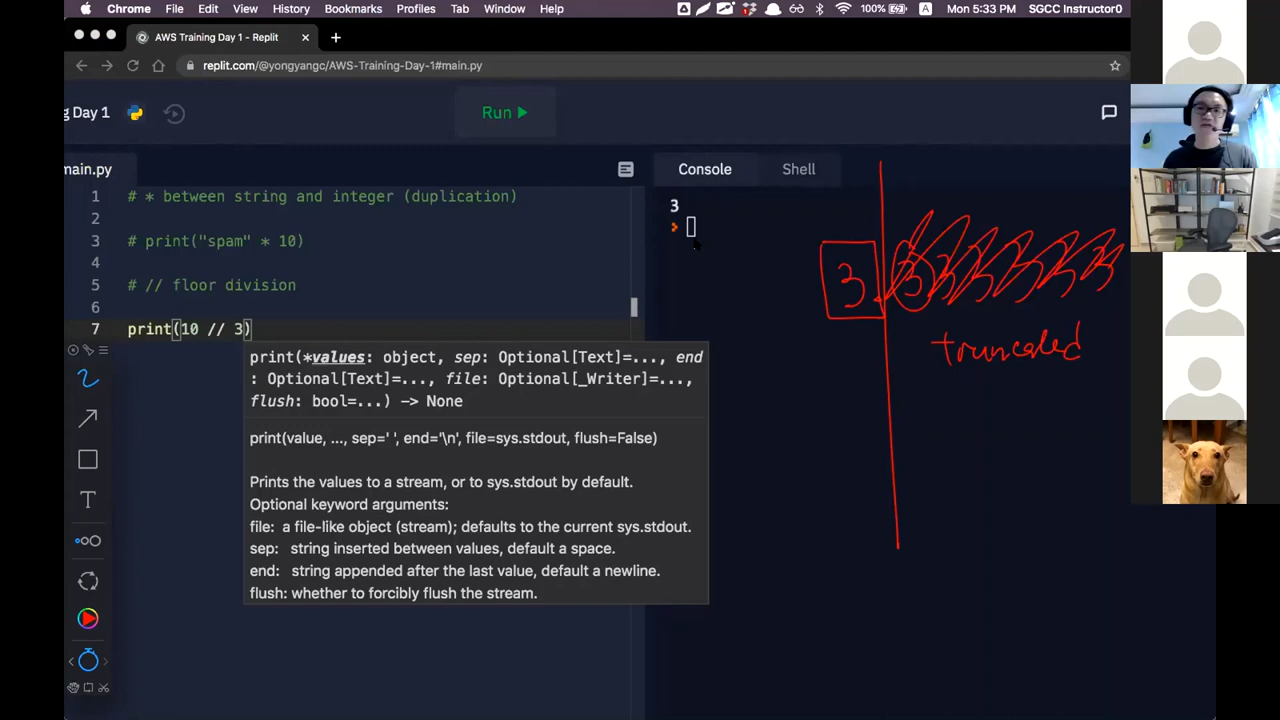 Chrome File Edit View History Bookmarks Profiles Tab Window Help 100% A Mon 5:33 PM SGCC Instructor0
AWS Training Day 1 - Replit
replit.com/@yongyangc/AWS-Training-Day-1#main.py
g Day 1
Run
main.py
Console Shell
1 # * between string and integer (duplication)
2
3 # print("spam" * 10)
4
5 # // floor division
6
7 print(10 // 3)
3
3.3
truncated
print(*values: object, sep: Optional[Text]=..., end
: Optional[Text]=..., file: Optional[_Writer]=...,
flush: bool=...) —> None
print(value, ..., sep=' ', end='\n', file=sys.stdout, flush=False)
Prints the values to a stream, or to sys.stdout by default.
Optional keyword arguments:
file: a file-like object (stream); defaults to the current sys.stdout.
sep: string inserted between values, default a space.
end: string appended after the last value, default a newline.
flush: whether to forcibly flush the stream.
T